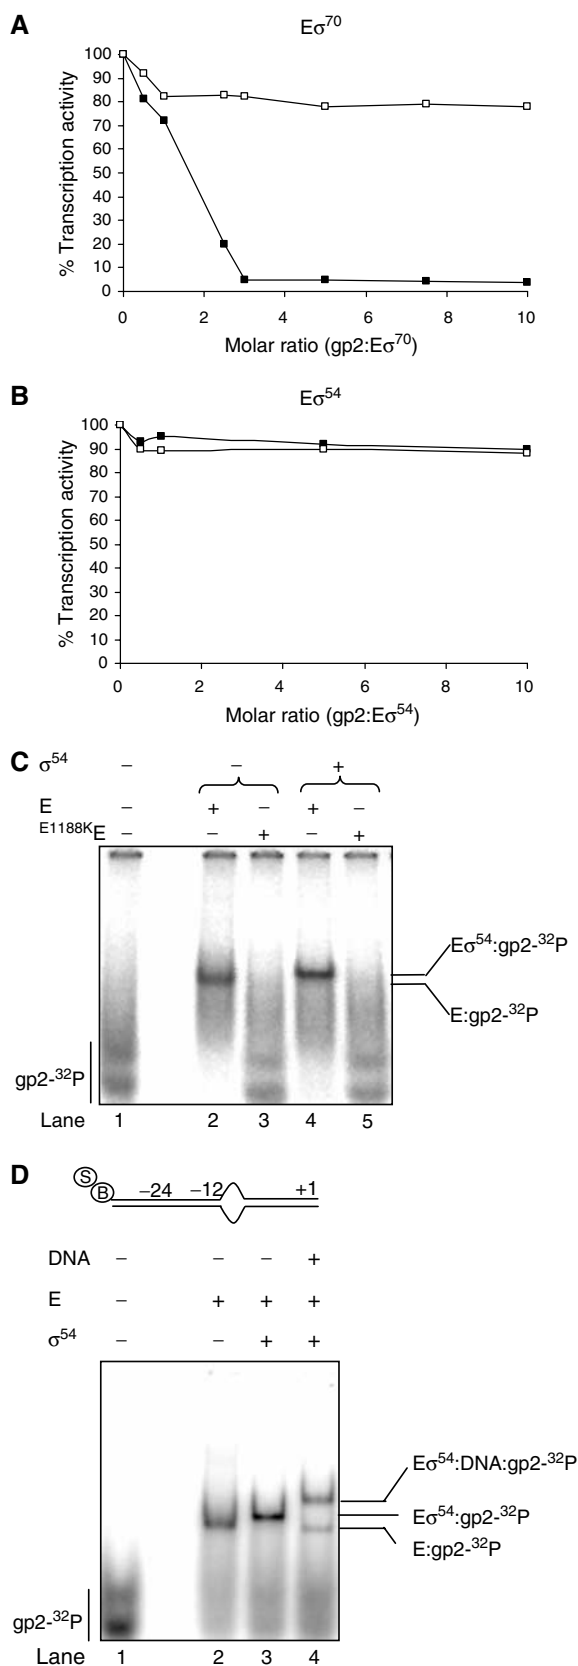 A
Eσ⁷⁰
% Transcription activity
100
90
80
70
60
50
40
30
20
10
0
0 2 4 6 8 10
Molar ratio (gp2:Eσ⁷⁰)
B
Eσ⁵⁴
% Transcription activity
100
90
80
70
60
50
40
30
20
10
0
0 2 4 6 8 10
Molar ratio (gp2:Eσ⁵⁴)
C
σ⁵⁴ – – +
E – + – + –
ᴱ¹¹⁸⁸ᴷE – – + – +
Eσ⁵⁴:gp2-³²P
E:gp2-³²P
gp2-³²P
Lane 1 2 3 4 5
D
S
B
–24 –12 +1
DNA – – – +
E – + + +
σ⁵⁴ – – + +
Eσ⁵⁴:DNA:gp2-³²P
Eσ⁵⁴:gp2-³²P
E:gp2-³²P
gp2-³²P
Lane 1 2 3 4